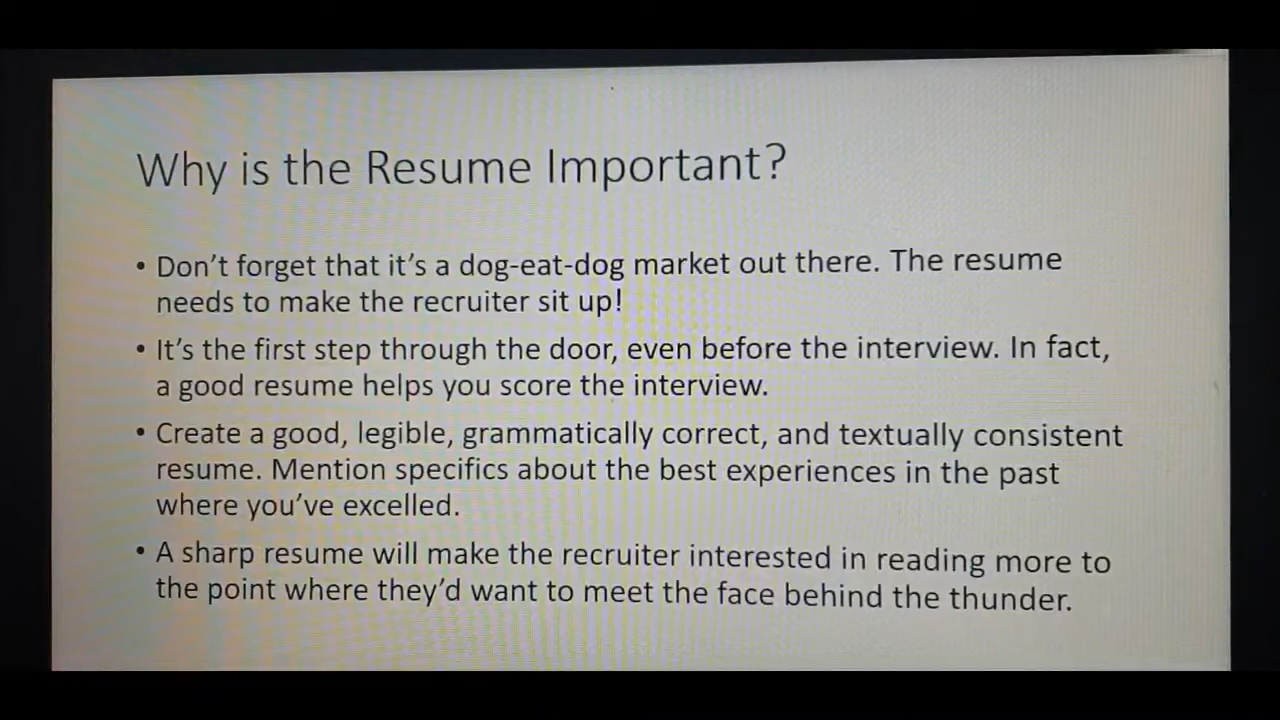 Why is the Resume Important?
• Don't forget that it's a dog-eat-dog market out there. The resume
needs to make the recruiter sit up!
• It's the first step through the door, even before the interview. In fact,
a good resume helps you score the interview.
• Create a good, legible, grammatically correct, and textually consistent
resume. Mention specifics about the best experiences in the past
where you've excelled.
• A sharp resume will make the recruiter interested in reading more to
the point where they'd want to meet the face behind the thunder.